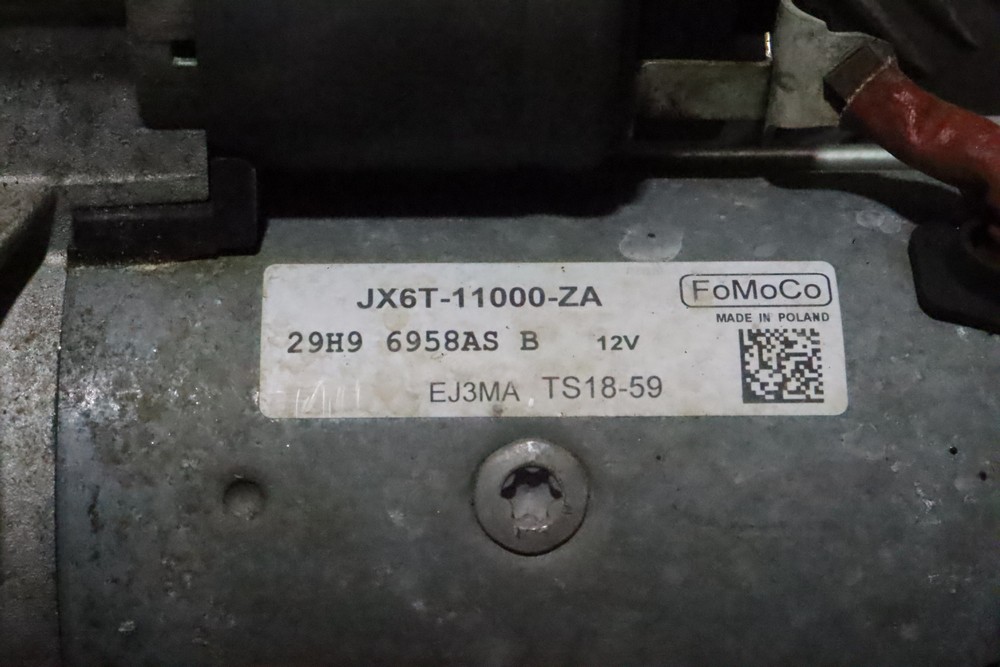 JX6T-11000-ZA
FoMoCo
MADE IN POLAND
29H9 6958AS B 12V
EJ3MA TS18-59